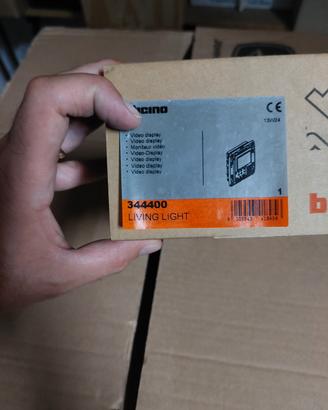 CE
13W24
Video display
Video display
Moniteur vidéo
Video-Display
Video display
Video display
Video display
1
344400
LIVING LIGHT